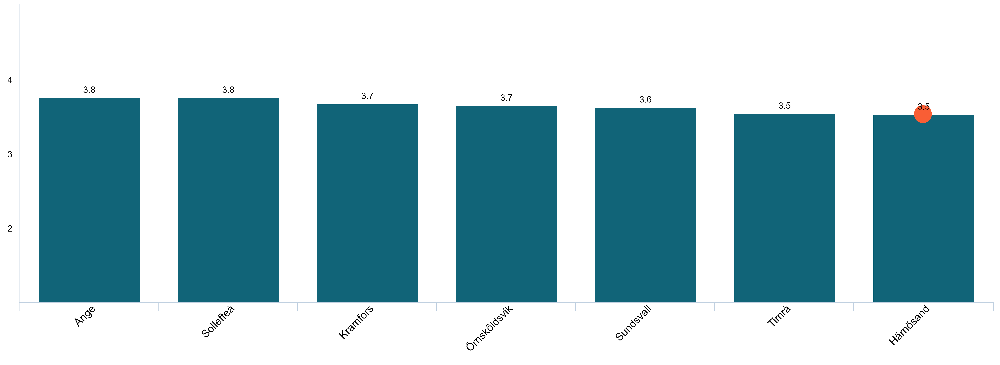 4
3
2
3.8
3.8
3.7
3.7
3.6
3.5
3.5
Ånge
Sollefteå
Kramfors
Örnsköldsvik
Sundsvall
Timrå
Härnösand